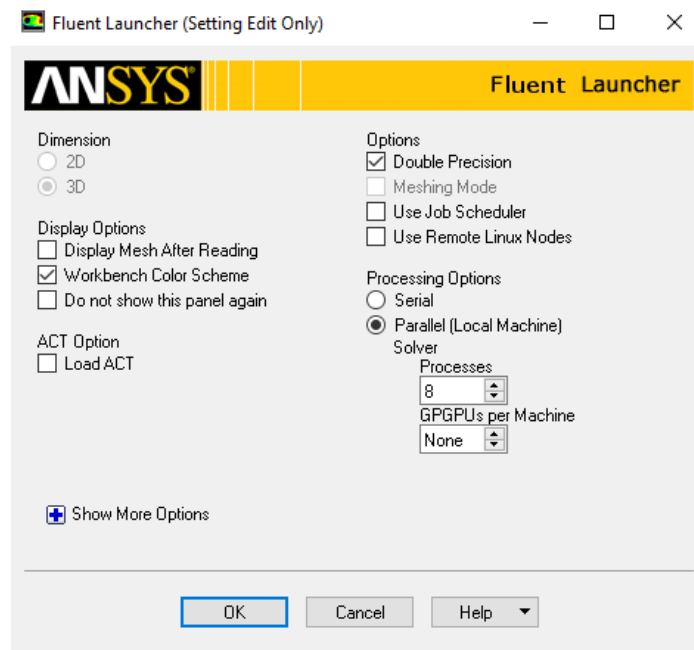 Fluent Launcher (Setting Edit Only)
ANSYS®
Fluent Launcher
Dimension
2D
3D
Display Options
Display Mesh After Reading
Workbench Color Scheme
Do not show this panel again
ACT Option
Load ACT
Options
Double Precision
Meshing Mode
Use Job Scheduler
Use Remote Linux Nodes
Processing Options
Serial
Parallel (Local Machine)
Solver
Processes
8
GPGPUs per Machine
None
Show More Options
OK
Cancel
Help